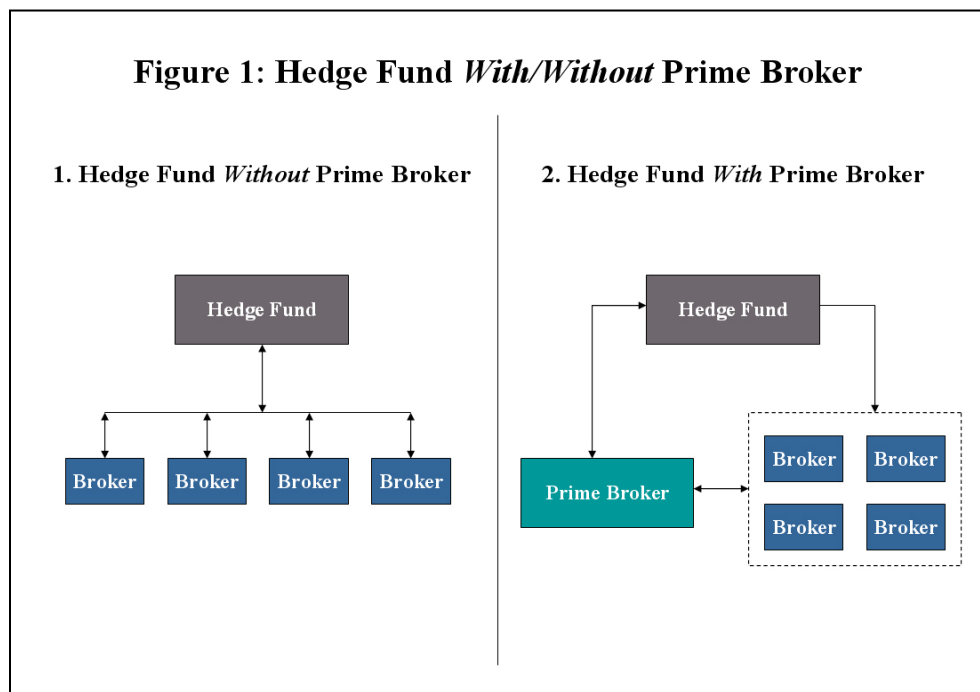 Figure 1: Hedge Fund With/Without Prime Broker
1. Hedge Fund Without Prime Broker
Hedge Fund
Broker
Broker
Broker
Broker
2. Hedge Fund With Prime Broker
Hedge Fund
Prime Broker
Broker
Broker
Broker
Broker